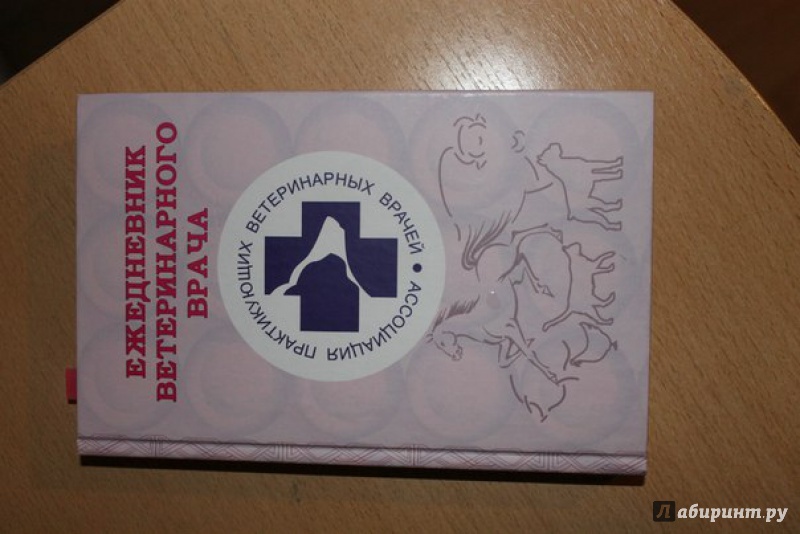 ЕЖЕДНЕВНИК
ВЕТЕРИНАРНОГО
ВРАЧА
АССОЦИАЦИЯ ПРАКТИКУЮЩИХ ВЕТЕРИНАРНЫХ ВРАЧЕЙ •
Лабиринт.ру